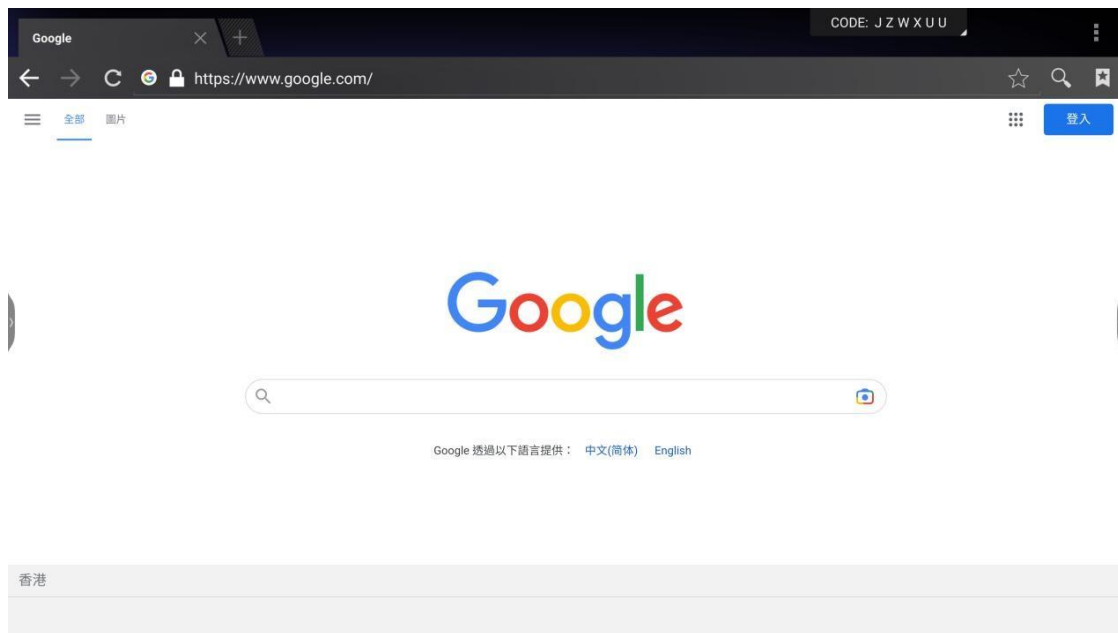 Google
CODE: J Z W X U U
https://www.google.com/
全部 圖片
登入
Google
Google 透過以下語言提供： 中文(简体) English
香港